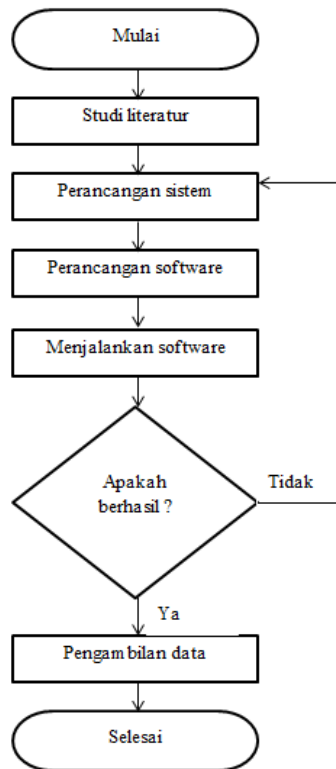 Mulai
Studi literatur
Perancangan sistem
Perancangan software
Menjalankan software
Apakah
berhasil ?
Tidak
Ya
Pengambilan data
Selesai